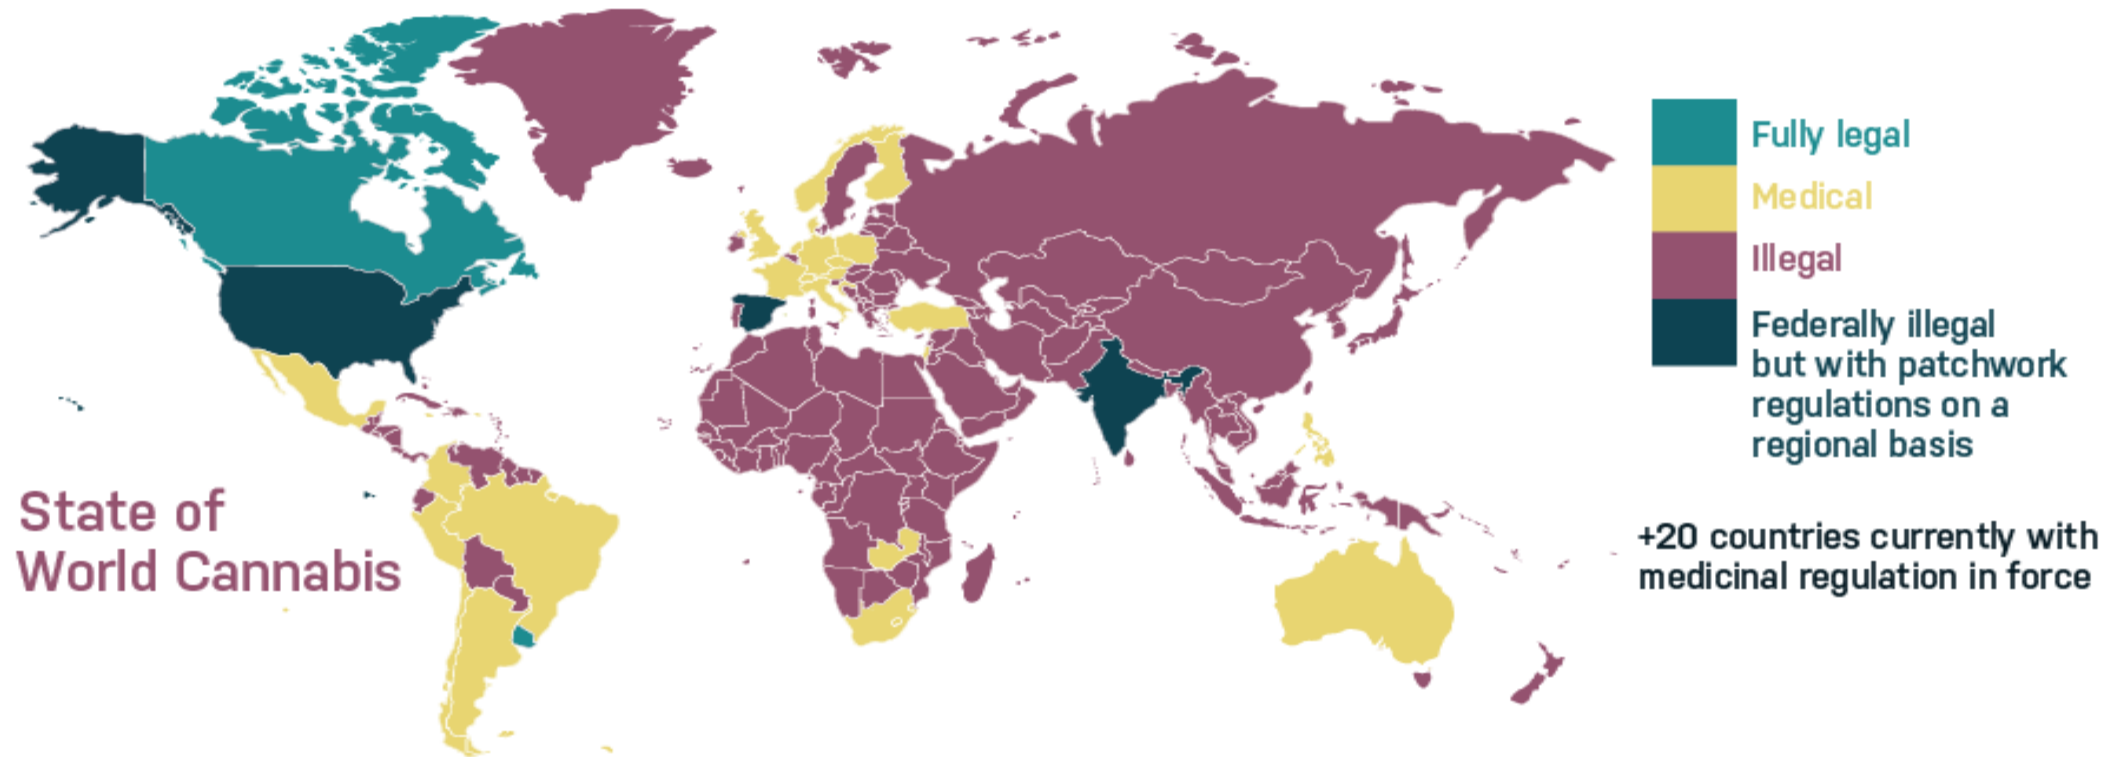 State of
World Cannabis
Fully legal
Medical
Illegal
Federally illegal
but with patchwork
regulations on a
regional basis
+20 countries currently with
medicinal regulation in force